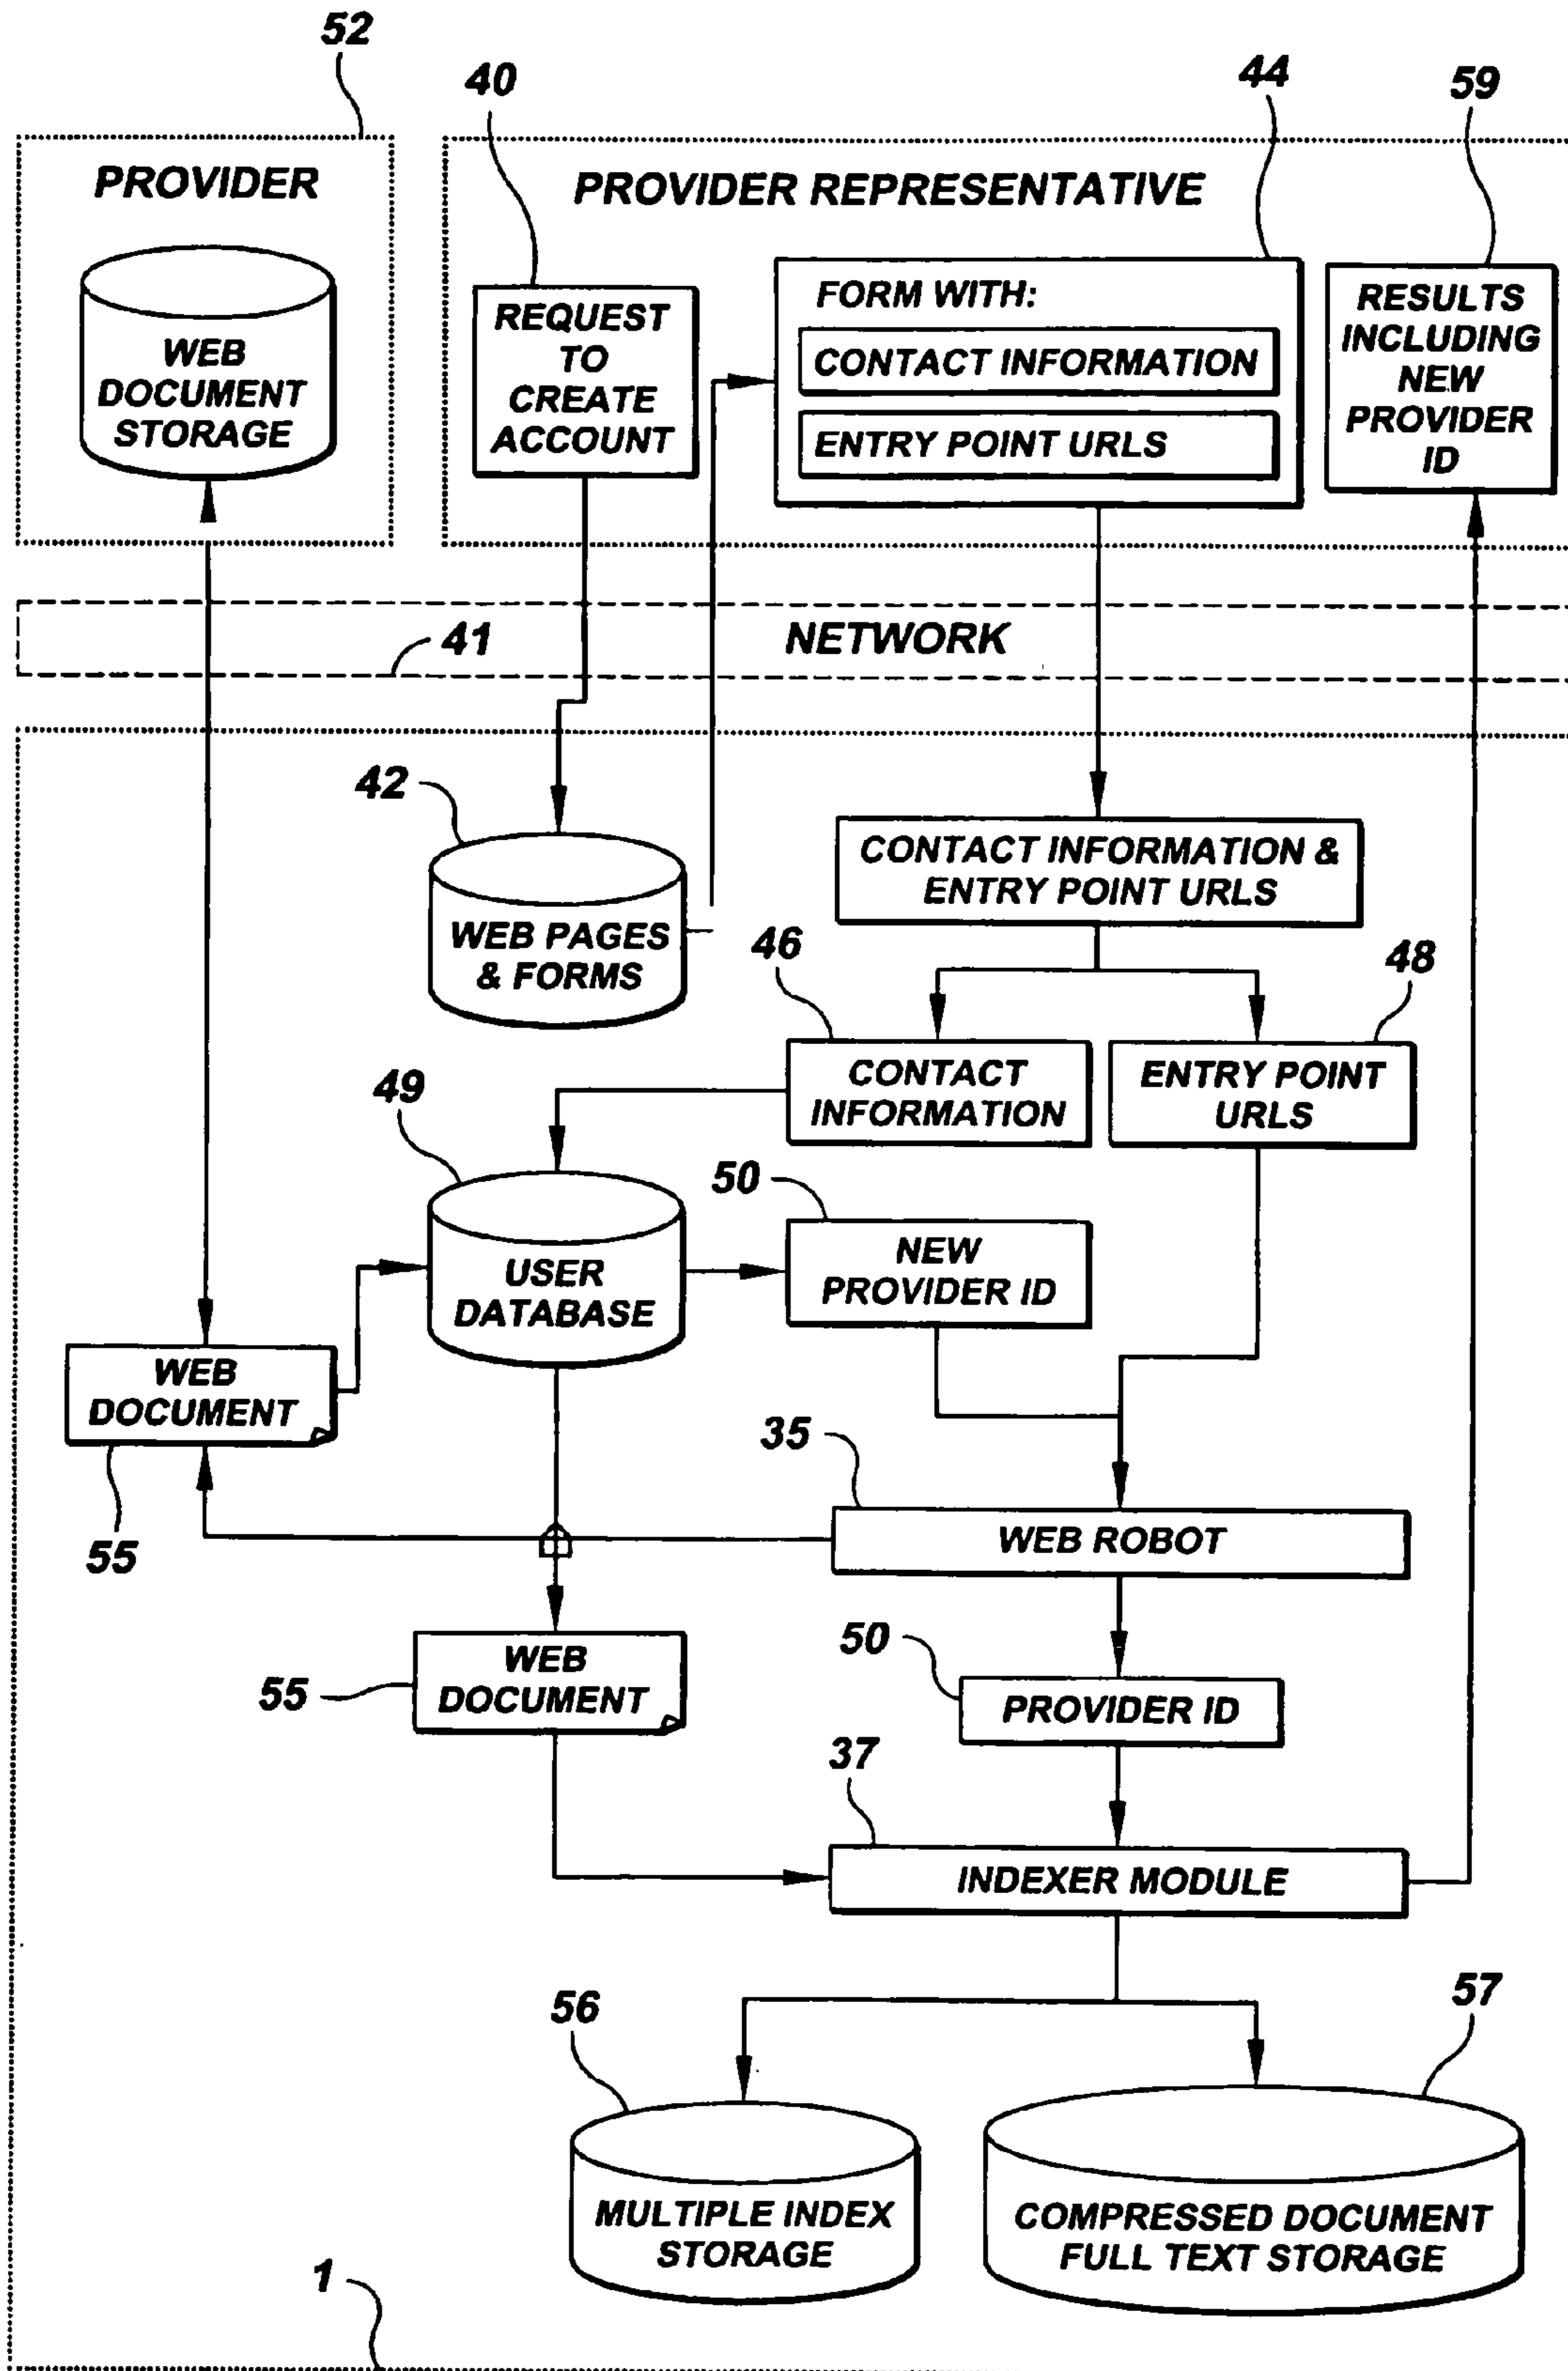 52
40
44
59
PROVIDER
PROVIDER REPRESENTATIVE
WEB
DOCUMENT
STORAGE
REQUEST
TO
CREATE
ACCOUNT
FORM WITH:
CONTACT INFORMATION
ENTRY POINT URLS
RESULTS
INCLUDING
NEW
PROVIDER
ID
41
NETWORK
42
WEB PAGES
& FORMS
CONTACT INFORMATION &
ENTRY POINT URLS
46
48
CONTACT
INFORMATION
ENTRY POINT
URLS
49
USER
DATABASE
50
NEW
PROVIDER ID
WEB
DOCUMENT
55
35
WEB ROBOT
55
WEB
DOCUMENT
50
PROVIDER ID
37
INDEXER MODULE
56
57
MULTIPLE INDEX
STORAGE
COMPRESSED DOCUMENT
FULL TEXT STORAGE
1